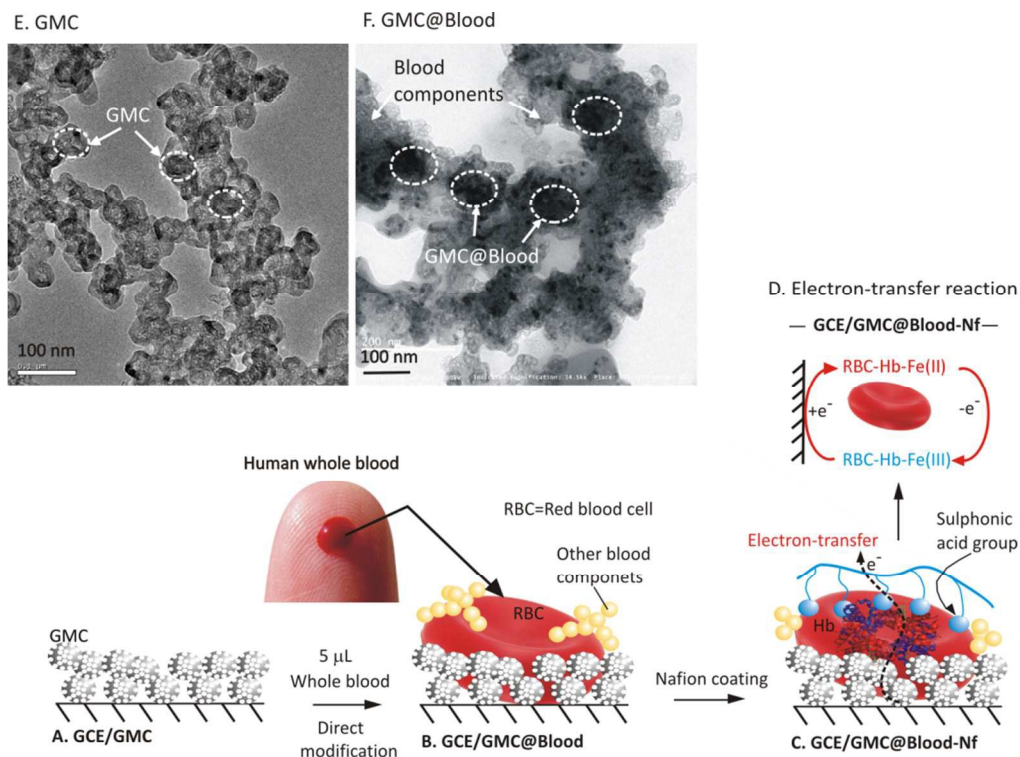 E. GMC
F. GMC@Blood
GMC
100 nm
Blood
components
GMC@Blood
200 nm
100 nm
D. Electron-transfer reaction
— GCE/GMC@Blood-Nf—
RBC-Hb-Fe(II)
+e⁻
-e⁻
RBC-Hb-Fe(III)
Human whole blood
RBC=Red blood cell
Other blood
componets
RBC
GMC
5 µL
Whole blood
Direct
modification
A. GCE/GMC
B. GCE/GMC@Blood
Nafion coating
Electron-transfer
e⁻
Sulphonic
acid group
Hb
C. GCE/GMC@Blood-Nf